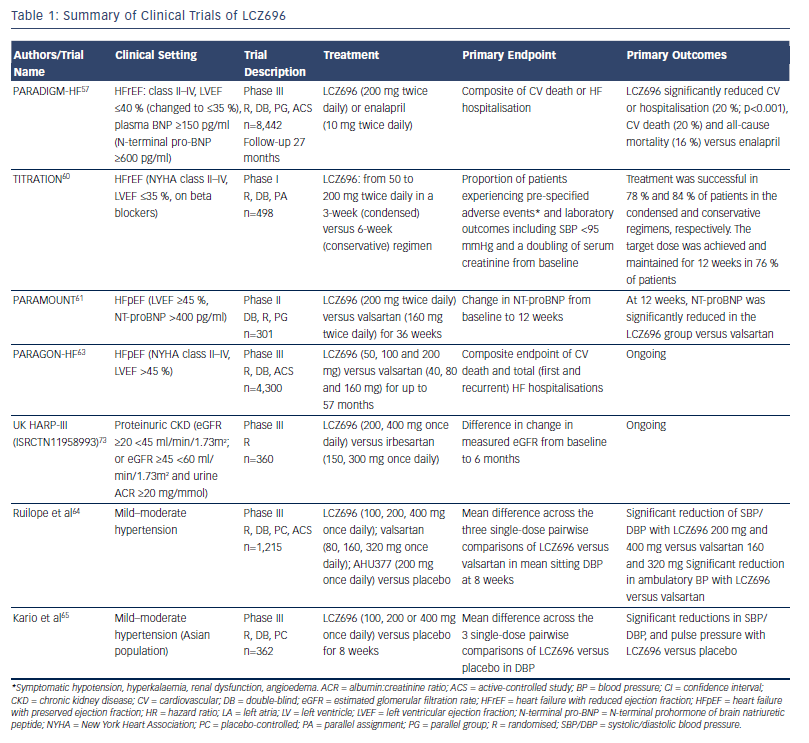 Table 1: Summary of Clinical Trials of LCZ696
Authors/Trial Name
Clinical Setting
Trial Description
Treatment
Primary Endpoint
Primary Outcomes
PARADIGM-HF57
HFrEF: class II–IV, LVEF
≤40 % (changed to ≤35 %),
plasma BNP ≥150 pg/ml
(N-terminal pro-BNP
≥600 pg/ml)
Phase III
R, DB, PG, ACS
n=8,442
Follow-up 27
months
LCZ696 (200 mg twice
daily) or enalapril
(10 mg twice daily)
Composite of CV death or HF
hospitalisation
LCZ696 significantly reduced CV
or hospitalisation (20 %; p<0.001),
CV death (20 %) and all-cause
mortality (16 %) versus enalapril
TITRATION60
HFrEF (NYHA class II–IV,
LVEF ≤35 %, on beta
blockers)
Phase I
R, DB, PA
n=498
LCZ696: from 50 to
200 mg twice daily in a
3-week (condensed)
versus 6-week
(conservative) regimen
Proportion of patients
experiencing pre-specified
adverse events* and laboratory
outcomes including SBP <95
mmHg and a doubling of serum
creatinine from baseline
Treatment was successful in
78 % and 84 % of patients in the
condensed and conservative
regimens, respectively. The
target dose was achieved and
maintained for 12 weeks in 76 %
of patients
PARAMOUNT61
HFpEF (LVEF ≥45 %,
NT-proBNP >400 pg/ml)
Phase II
DB, R, PG
n=301
LCZ696 (200 mg twice daily)
versus valsartan (160 mg
twice daily) for 36 weeks
Change in NT-proBNP from
baseline to 12 weeks
At 12 weeks, NT-proBNP was
significantly reduced in the
LCZ696 group versus valsartan
PARAGON-HF63
HFpEF (NYHA class II–IV,
LVEF >45 %)
Phase III
R, DB, ACS
n=4,300
LCZ696 (50, 100 and 200
mg) versus valsartan (40, 80
and 160 mg) for up to
57 months
Composite endpoint of CV
death and total (first and
recurrent) HF hospitalisations
Ongoing
UK HARP-III
(ISRCTN11958993)73
Proteinuric CKD (eGFR
≥20 <45 ml/min/1.73m²;
or eGFR ≥45 <60 ml/
min/1.73m² and urine
ACR ≥20 mg/mmol)
Phase III
R
n=360
LCZ696 (200, 400 mg
once daily) versus irbesartan
(150, 300 mg once daily)
Difference in change in
measured eGFR from baseline
to 6 months
Ongoing
Ruilope et al64
Mild–moderate
hypertension
Phase III
R, DB, PC, ACS
n=1,215
LCZ696 (100, 200, 400 mg
once daily); valsartan
(80, 160, 320 mg once
daily); AHU377 (200 mg
once daily) versus placebo
Mean difference across the
three single-dose pairwise
comparisons of LCZ696 versus
valsartan in mean sitting DBP
at 8 weeks
Significant reduction of SBP/
DBP with LCZ696 200 mg and
400 mg versus valsartan 160
and 320 mg Significant reduction
in ambulatory BP with LCZ696
versus valsartan
Kario et al65
Mild–moderate
hypertension (Asian
population)
Phase III
R, DB, PC
n=362
LCZ696 (100, 200 or 400 mg
once daily) versus placebo
for 8 weeks
Mean difference across the
3 single-dose pairwise
comparisons of LCZ696 versus
placebo in DBP
Significant reductions in SBP/
DBP, and pulse pressure with
LCZ696 versus placebo
*Symptomatic hypotension, hyperkalaemia, renal dysfunction, angioedema. ACR = albumin:creatinine ratio; ACS = active-controlled study; BP = blood pressure; CI = confidence interval;
CKD = chronic kidney disease; CV = cardiovascular; DB = double-blind; eGFR = estimated glomerular filtration rate; HFrEF = heart failure with reduced ejection fraction; HFpEF = heart failure
with preserved ejection fraction; HR = hazard ratio; LA = left atria; LV = left ventricle; LVEF = left ventricular ejection fraction; N-terminal pro-BNP = N-terminal prohormone of brain natriuretic
peptide; NYHA = New York Heart Association; PC = placebo-controlled; PA = parallel assignment; PG = parallel group; R = randomised; SBP/DBP = systolic/diastolic blood pressure.